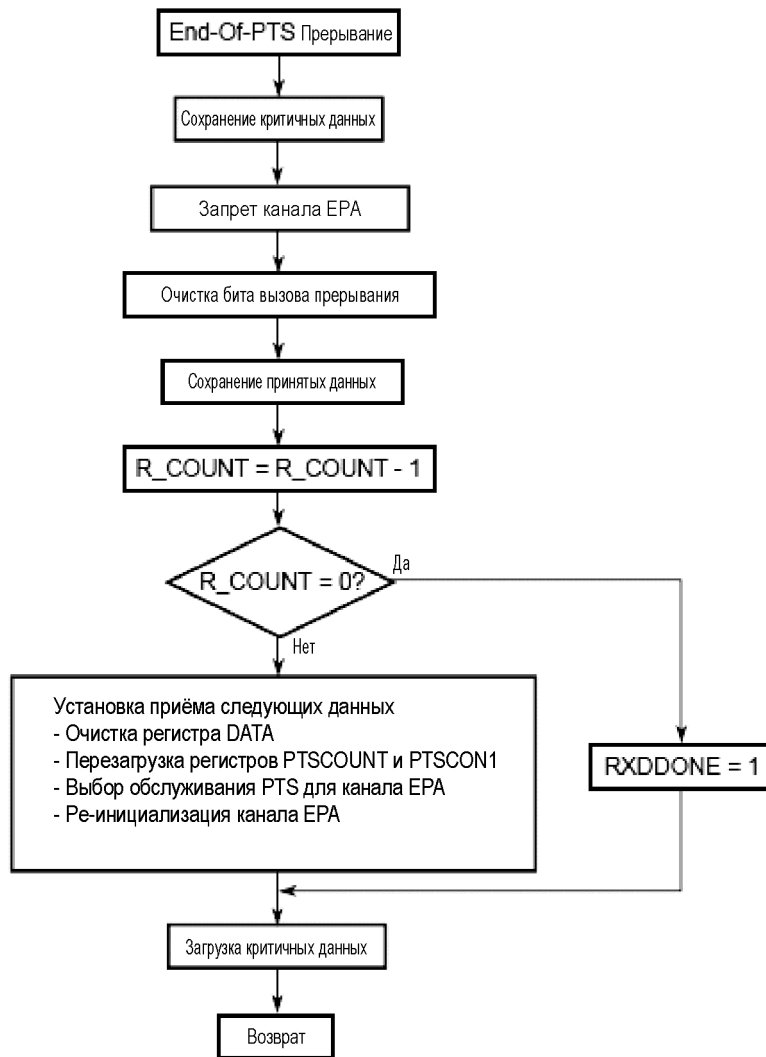 End-Of-PTS Прерывание
Сохранение критичных данных
Запрет канала EPA
Очистка бита вызова прерывания
Сохранение принятых данных
R_COUNT = R_COUNT - 1
R_COUNT = 0?
Да
Нет
Установка приёма следующих данных
- Очистка регистра DATA
- Перезагрузка регистров PTSCOUNT и PTSCON1
- Выбор обслуживания PTS для канала EPA
- Ре-инициализация канала EPA
RXDDONE = 1
Загрузка критичных данных
Возврат